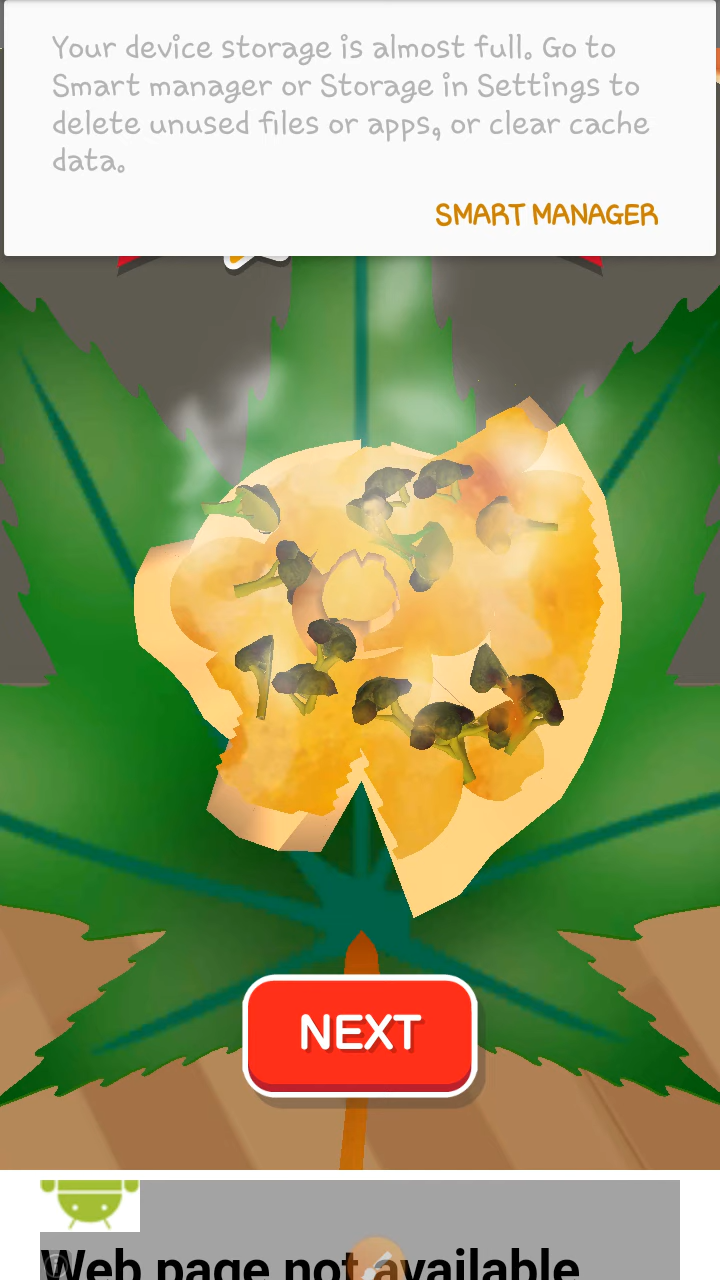 Your device storage is almost full. Go to
Smart manager or Storage in Settings to
delete unused files or apps, or clear cache
data.
SMART MANAGER
NEXT
Web page not available